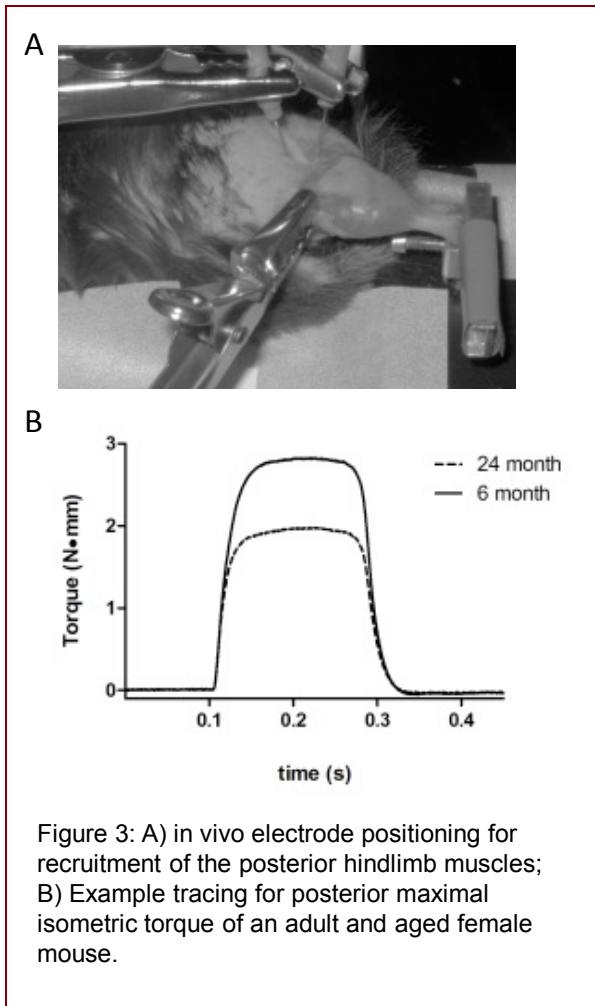 A
B
3
2
1
0
Torque (N•mm)
24 month
6 month
0.1 0.2 0.3 0.4
time (s)
Figure 3: A) in vivo electrode positioning for
recruitment of the posterior hindlimb muscles;
B) Example tracing for posterior maximal
isometric torque of an adult and aged female
mouse.